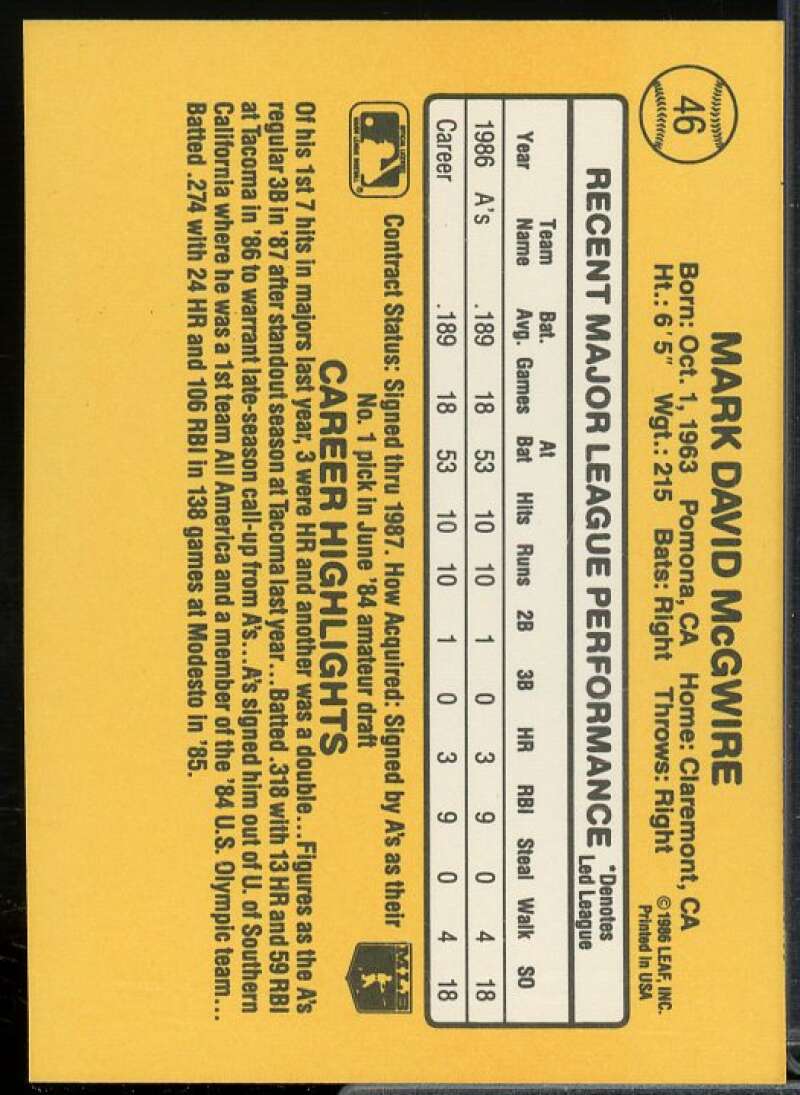 46
MARK DAVID McGWIRE
Born: Oct. 1, 1963 Pomona, CA Home: Claremont, CA
Ht.: 6'5" Wgt.: 215 Bats: Right Throws: Right
© 1986 LEAF, INC.
Printed in USA
RECENT MAJOR LEAGUE PERFORMANCE
*Denotes
Led League
Year Team Name Bat. Avg. Games At Bat Hits Runs 2B 3B HR RBI Steal Walk SO
1986 A's .189 18 53 10 10 1 0 3 9 0 4 18
Career .189 18 53 10 10 1 0 3 9 0 4 18
Contract Status: Signed thru 1987. How Acquired: Signed by A's as their
No. 1 pick in June '84 amateur draft
MLB
CAREER HIGHLIGHTS
Of his 1st 7 hits in majors last year, 3 were HR and another was a double...Figures as the A's
regular 3B in '87 after standout season at Tacoma last year...Batted .318 with 13 HR and 59 RBI
at Tacoma in '86 to warrant late-season call-up from A's...A's signed him out of U. of Southern
California where he was a 1st team All America and a member of the '84 U.S. Olympic team...
Batted .274 with 24 HR and 106 RBI in 138 games at Modesto in '85.